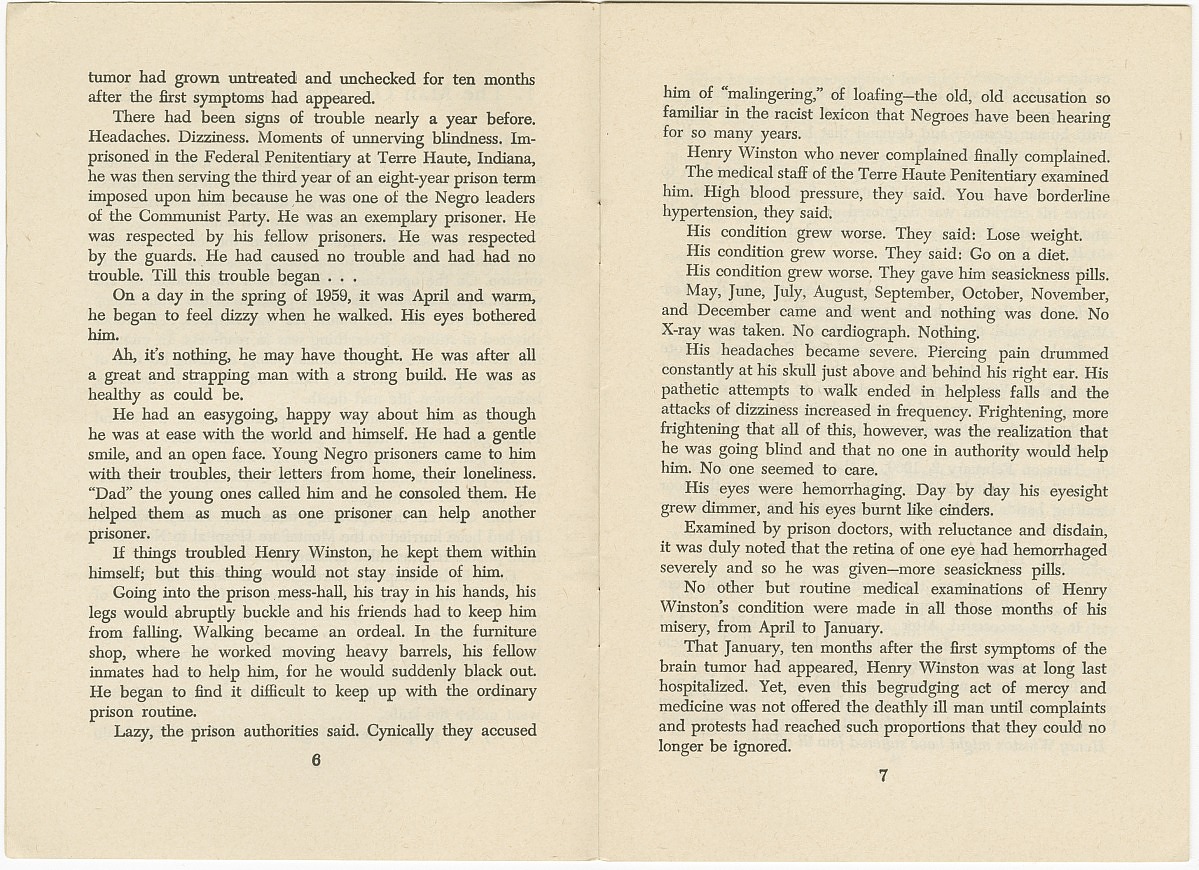 tumor had grown untreated and unchecked for ten months
after the first symptoms had appeared.
There had been signs of trouble nearly a year before.
Headaches. Dizziness. Moments of unnerving blindness. Im-
prisoned in the Federal Penitentiary at Terre Haute, Indiana,
he was then serving the third year of an eight-year prison term
imposed upon him because he was one of the Negro leaders
of the Communist Party. He was an exemplary prisoner. He
was respected by his fellow prisoners. He was respected
by the guards. He had caused no trouble and had had no
trouble. Till this trouble began . . .
On a day in the spring of 1959, it was April and warm,
he began to feel dizzy when he walked. His eyes bothered
him.
Ah, it's nothing, he may have thought. He was after all
a great and strapping man with a strong build. He was as
healthy as could be.
He had an easygoing, happy way about him as though
he was at ease with the world and himself. He had a gentle
smile, and an open face. Young Negro prisoners came to him
with their troubles, their letters from home, their loneliness.
“Dad” the young ones called him and he consoled them. He
helped them as much as one prisoner can help another
prisoner.
If things troubled Henry Winston, he kept them within
himself; but this thing would not stay inside of him.
Going into the prison mess-hall, his tray in his hands, his
legs would abruptly buckle and his friends had to keep him
from falling. Walking became an ordeal. In the furniture
shop, where he worked moving heavy barrels, his fellow
inmates had to help him, for he would suddenly black out.
He began to find it difficult to keep up with the ordinary
prison routine.
Lazy, the prison authorities said. Cynically they accused
6
him of “malingering,” of loafing—the old, old accusation so
familiar in the racist lexicon that Negroes have been hearing
for so many years.
Henry Winston who never complained finally complained.
The medical staff of the Terre Haute Penitentiary examined
him. High blood pressure, they said. You have borderline
hypertension, they said.
His condition grew worse. They said: Lose weight.
His condition grew worse. They said: Go on a diet.
His condition grew worse. They gave him seasickness pills.
May, June, July, August, September, October, November,
and December came and went and nothing was done. No
X-ray was taken. No cardiograph. Nothing.
His headaches became severe. Piercing pain drummed
constantly at his skull just above and behind his right ear. His
pathetic attempts to walk ended in helpless falls and the
attacks of dizziness increased in frequency. Frightening, more
frightening that all of this, however, was the realization that
he was going blind and that no one in authority would help
him. No one seemed to care.
His eyes were hemorrhaging. Day by day his eyesight
grew dimmer, and his eyes burnt like cinders.
Examined by prison doctors, with reluctance and disdain,
it was duly noted that the retina of one eye had hemorrhaged
severely and so he was given—more seasickness pills.
No other but routine medical examinations of Henry
Winston's condition were made in all those months of his
misery, from April to January.
That January, ten months after the first symptoms of the
brain tumor had appeared, Henry Winston was at long last
hospitalized. Yet, even this begrudging act of mercy and
medicine was not offered the deathly ill man until complaints
and protests had reached such proportions that they could no
longer be ignored.
7